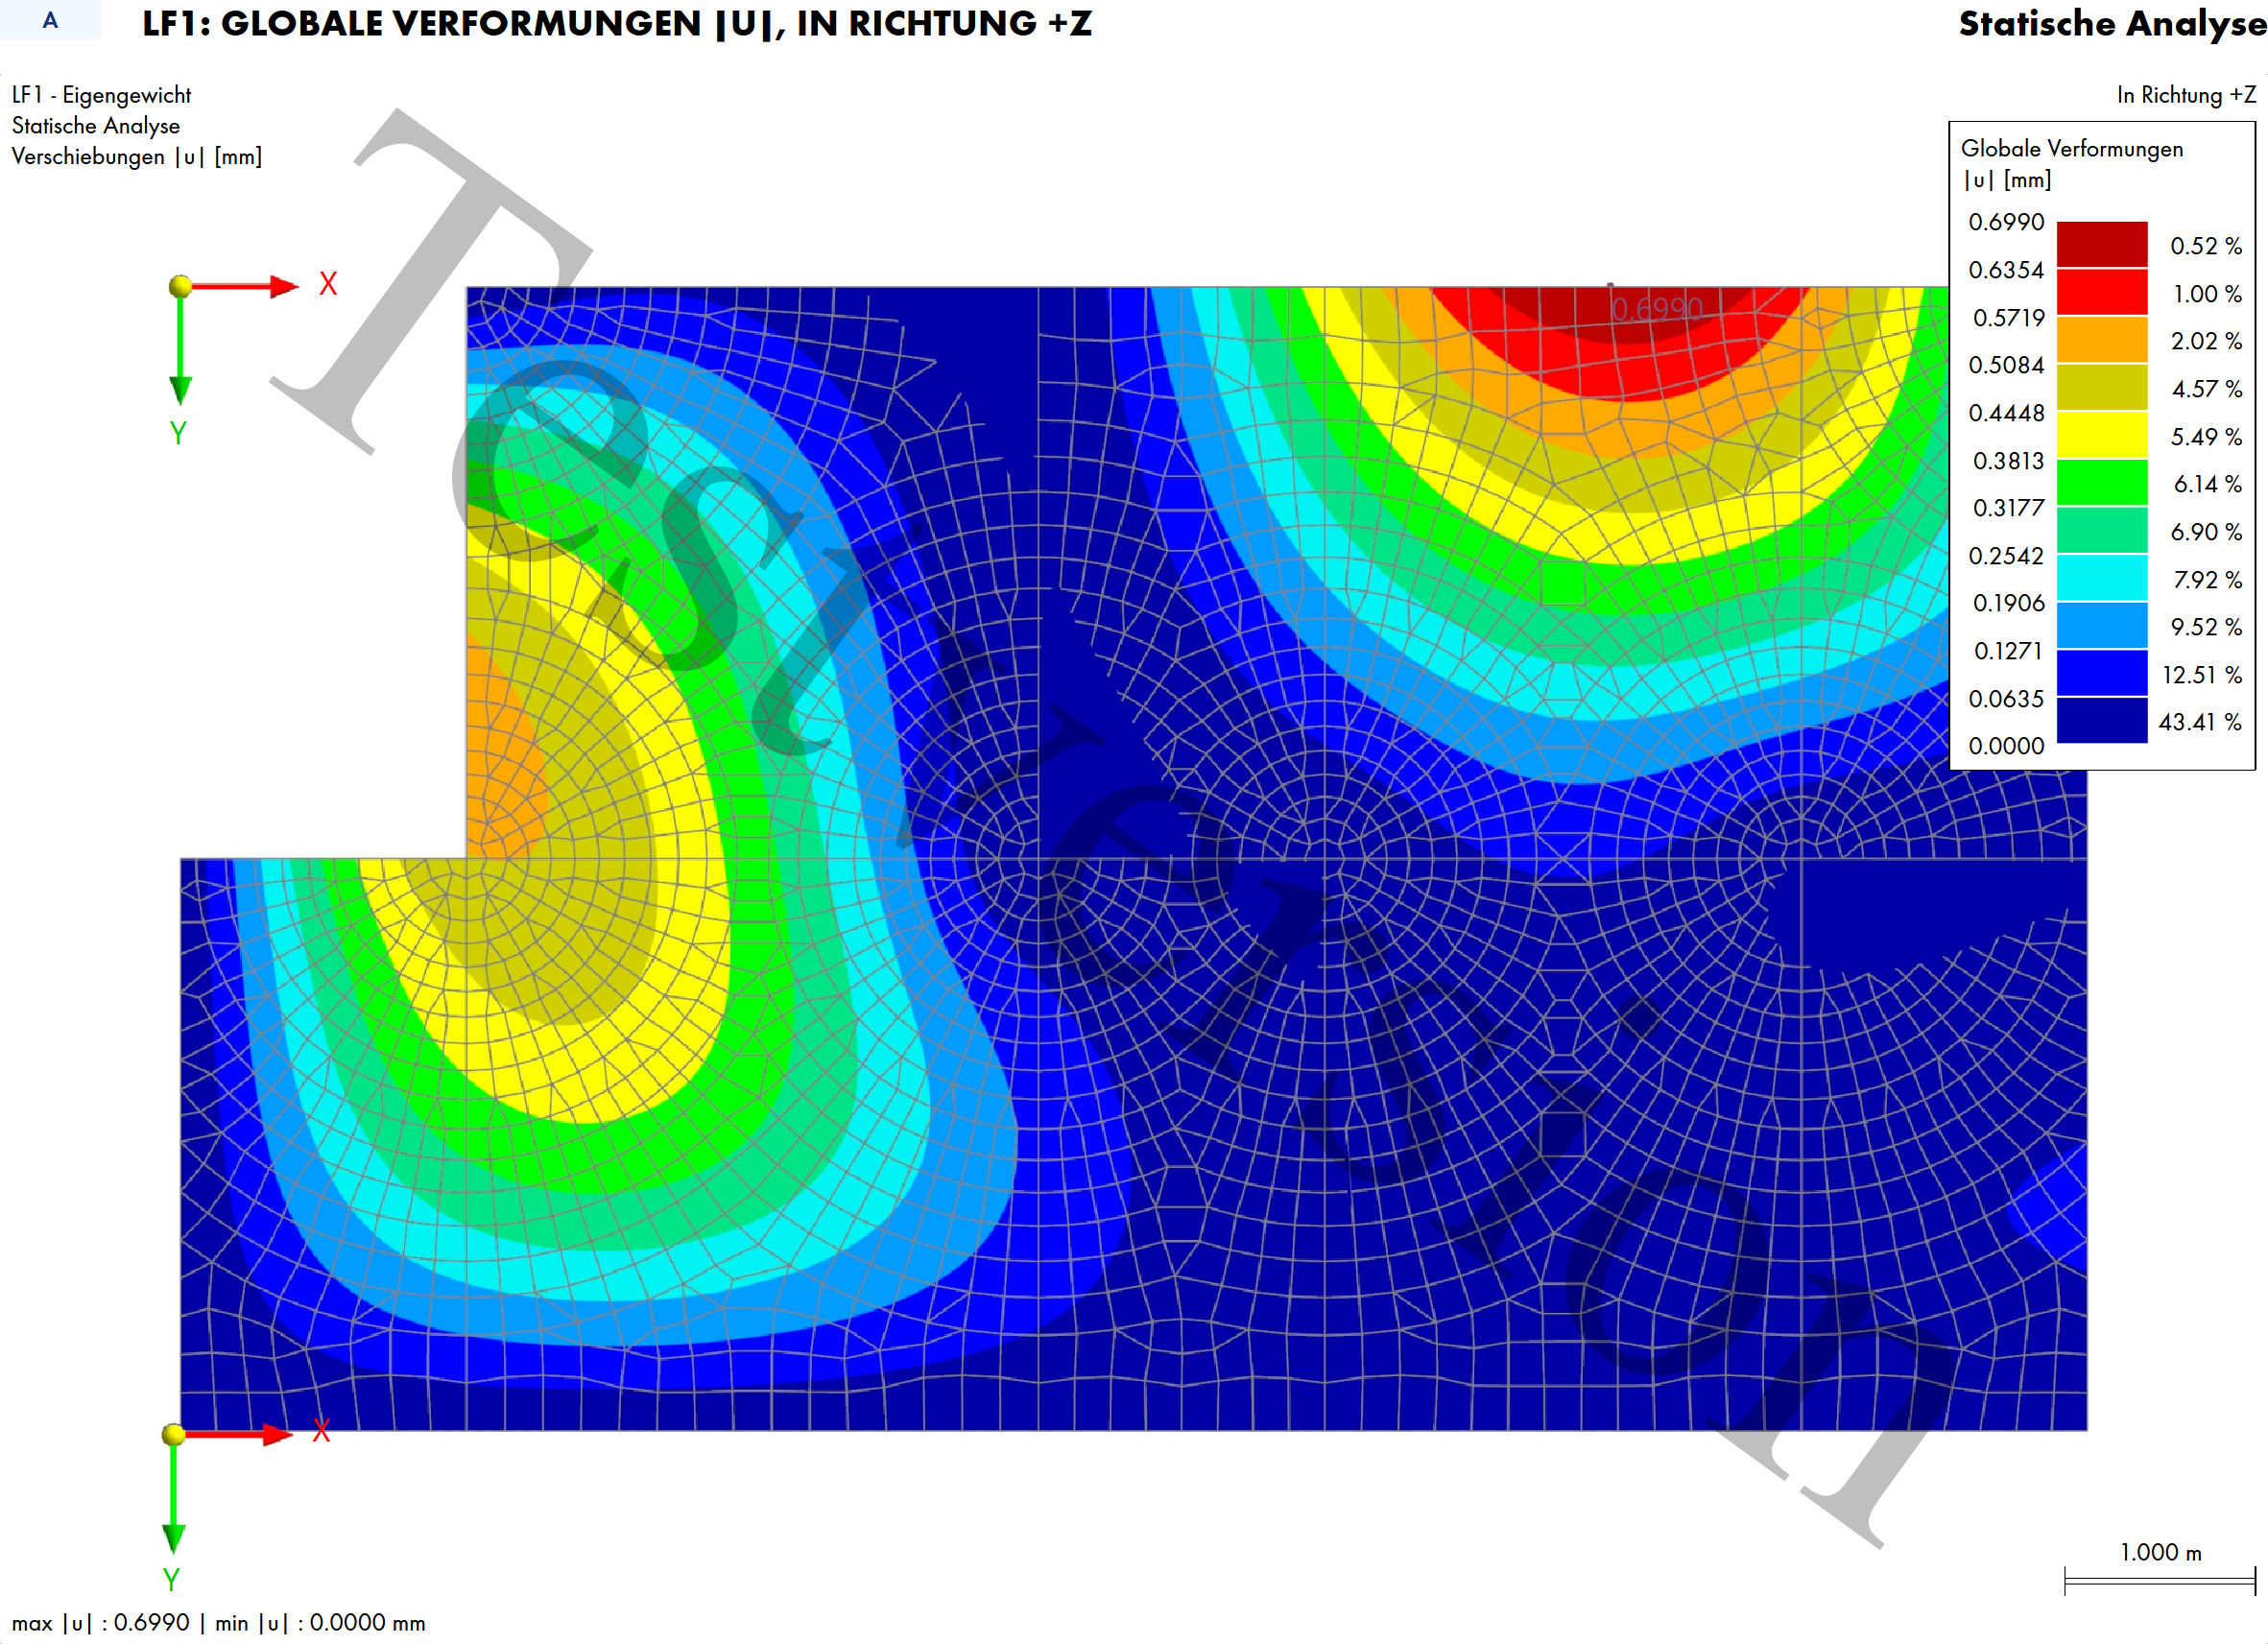 A
LF1: GLOBALE VERFORMUNGEN |U|, IN RICHTUNG +Z
Statische Analyse
LF1 - Eigengewicht
Statische Analyse
Verschiebungen |u| [mm]
In Richtung +Z
Globale Verformungen
|u| [mm]
0.6990
0.52 %
0.6354
1.00 %
0.5719
2.02 %
0.5084
4.57 %
0.4448
5.49 %
0.3813
6.14 %
0.3177
6.90 %
0.2542
7.92 %
0.1906
9.52 %
0.1271
12.51 %
0.0635
43.41 %
0.0000
X
Y
0.6990
Testversion
X
Y
1.000 m
max |u| : 0.6990 | min |u| : 0.0000 mm